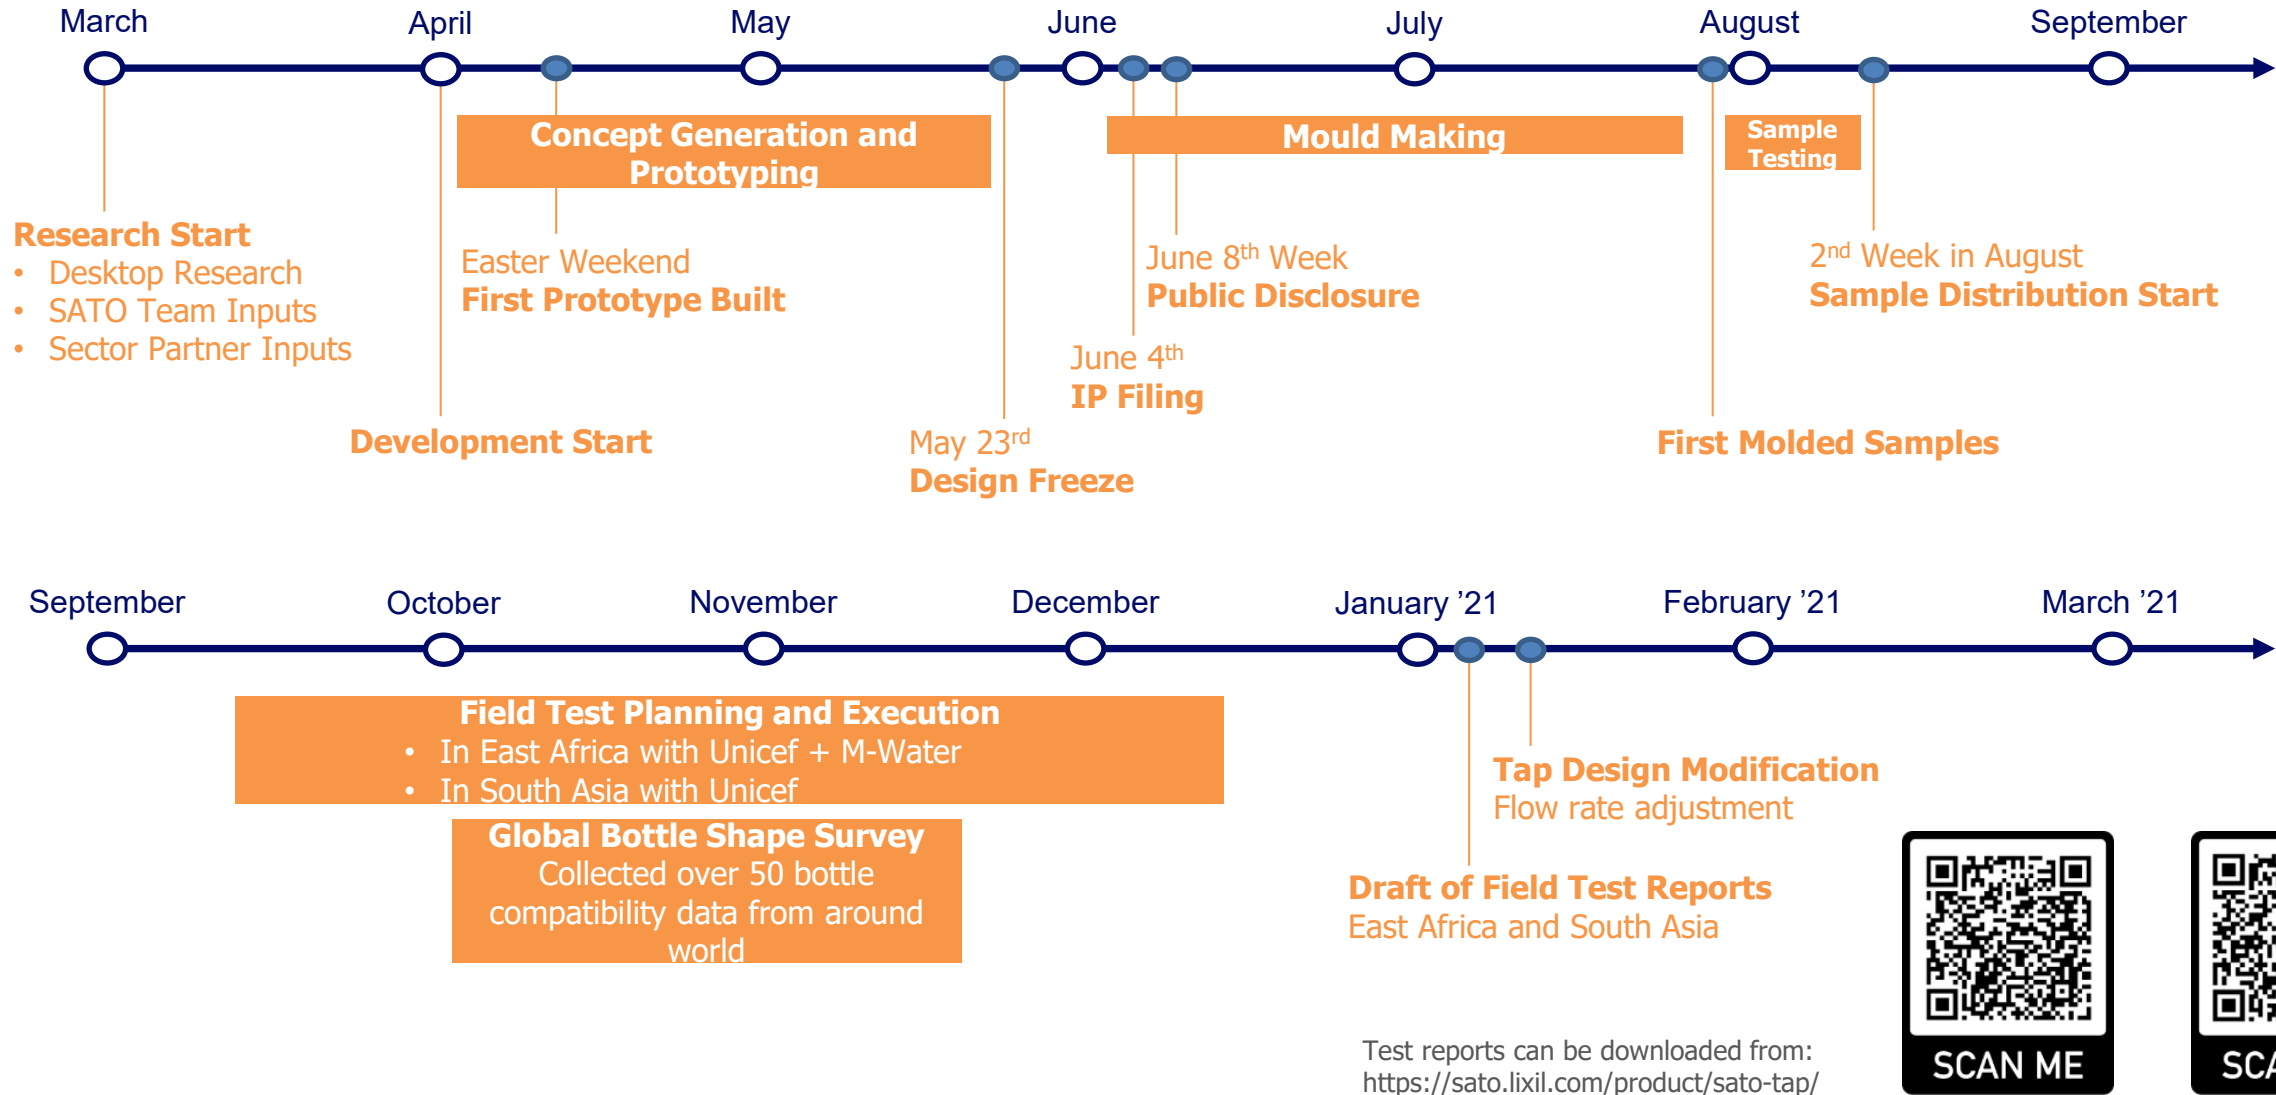 March
April
May
June
July
August
September
Concept Generation and
Prototyping
Mould Making
Sample
Testing
Research Start
• Desktop Research
• SATO Team Inputs
• Sector Partner Inputs
Easter Weekend
First Prototype Built
June 8th Week
Public Disclosure
2nd Week in August
Sample Distribution Start
June 4th
IP Filing
Development Start
May 23rd
Design Freeze
First Molded Samples
September
October
November
December
January ’21
February ’21
March ’21
Field Test Planning and Execution
• In East Africa with Unicef + M-Water
• In South Asia with Unicef
Global Bottle Shape Survey
Collected over 50 bottle
compatibility data from around
world
Tap Design Modification
Flow rate adjustment
Draft of Field Test Reports
East Africa and South Asia
Test reports can be downloaded from:
https://sato.lixil.com/product/sato-tap/
SCAN ME